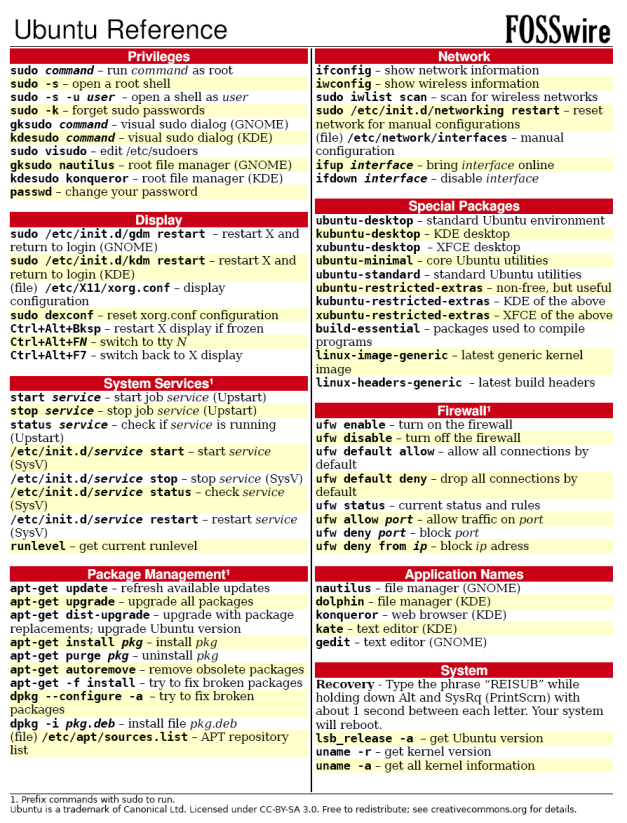 Ubuntu Reference
FOSSwire
Privileges
sudo command – run command as root
sudo -s – open a root shell
sudo -s -u user – open a shell as user
sudo -k – forget sudo passwords
gksudo command – visual sudo dialog (GNOME)
kdesudo command – visual sudo dialog (KDE)
sudo visudo – edit /etc/sudoers
gksudo nautilus – root file manager (GNOME)
kdesudo konqueror – root file manager (KDE)
passwd – change your password
Display
sudo /etc/init.d/gdm restart – restart X and
return to login (GNOME)
sudo /etc/init.d/kdm restart – restart X and
return to login (KDE)
(file) /etc/X11/xorg.conf – display
configuration
sudo dexconf – reset xorg.conf configuration
Ctrl+Alt+Bksp – restart X display if frozen
Ctrl+Alt+FN – switch to tty N
Ctrl+Alt+F7 – switch back to X display
System Services¹
start service – start job service (Upstart)
stop service – stop job service (Upstart)
status service – check if service is running
(Upstart)
/etc/init.d/service start – start service
(SysV)
/etc/init.d/service stop – stop service (SysV)
/etc/init.d/service status – check service
(SysV)
/etc/init.d/service restart – restart service
(SysV)
runlevel – get current runlevel
Package Management¹
apt-get update – refresh available updates
apt-get upgrade – upgrade all packages
apt-get dist-upgrade – upgrade with package
replacements; upgrade Ubuntu version
apt-get install pkg – install pkg
apt-get purge pkg – uninstall pkg
apt-get autoremove – remove obsolete packages
apt-get -f install – try to fix broken packages
dpkg --configure -a – try to fix broken
packages
dpkg -i pkg.deb – install file pkg.deb
(file) /etc/apt/sources.list – APT repository
list
Network
ifconfig – show network information
iwconfig – show wireless information
sudo iwlist scan – scan for wireless networks
sudo /etc/init.d/networking restart – reset
network for manual configurations
(file) /etc/network/interfaces – manual
configuration
ifup interface – bring interface online
ifdown interface – disable interface
Special Packages
ubuntu-desktop – standard Ubuntu environment
kubuntu-desktop – KDE desktop
xubuntu-desktop – XFCE desktop
ubuntu-minimal – core Ubuntu utilities
ubuntu-standard – standard Ubuntu utilities
ubuntu-restricted-extras – non-free, but useful
kubuntu-restricted-extras – KDE of the above
xubuntu-restricted-extras – XFCE of the above
build-essential – packages used to compile
programs
linux-image-generic – latest generic kernel
image
linux-headers-generic – latest build headers
Firewall¹
ufw enable – turn on the firewall
ufw disable – turn off the firewall
ufw default allow – allow all connections by
default
ufw default deny – drop all connections by
default
ufw status – current status and rules
ufw allow port – allow traffic on port
ufw deny port – block port
ufw deny from ip – block ip adress
Application Names
nautilus – file manager (GNOME)
dolphin – file manager (KDE)
konqueror – web browser (KDE)
kate – text editor (KDE)
gedit – text editor (GNOME)
System
Recovery - Type the phrase “REISUB” while
holding down Alt and SysRq (PrintScrn) with
about 1 second between each letter. Your system
will reboot.
lsb_release -a – get Ubuntu version
uname -r – get kernel version
uname -a – get all kernel information
1. Prefix commands with sudo to run.
Ubuntu is a trademark of Canonical Ltd. Licensed under CC-BY-SA 3.0. Free to redistribute; see creativecommons.org for details.